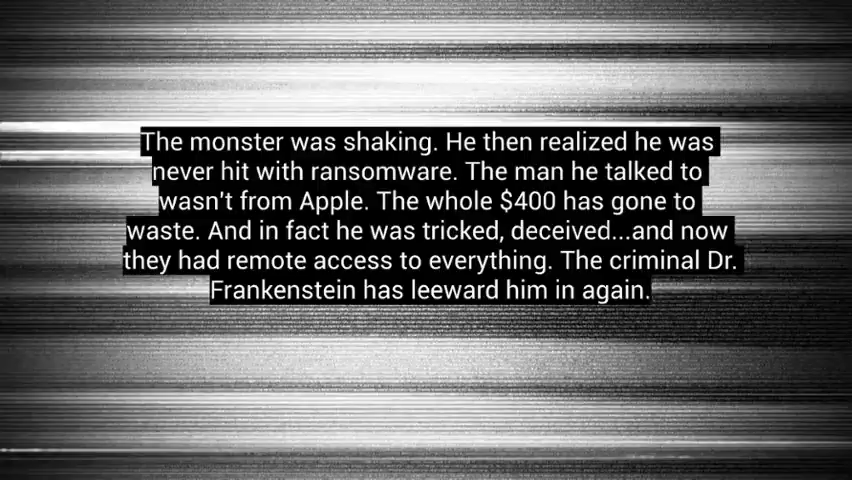 The monster was shaking. He then realized he was
never hit with ransomware. The man he talked to
wasn't from Apple. The whole $400 has gone to
waste. And in fact he was tricked, deceived...and now
they had remote access to everything. The criminal Dr.
Frankenstein has leeward him in again.